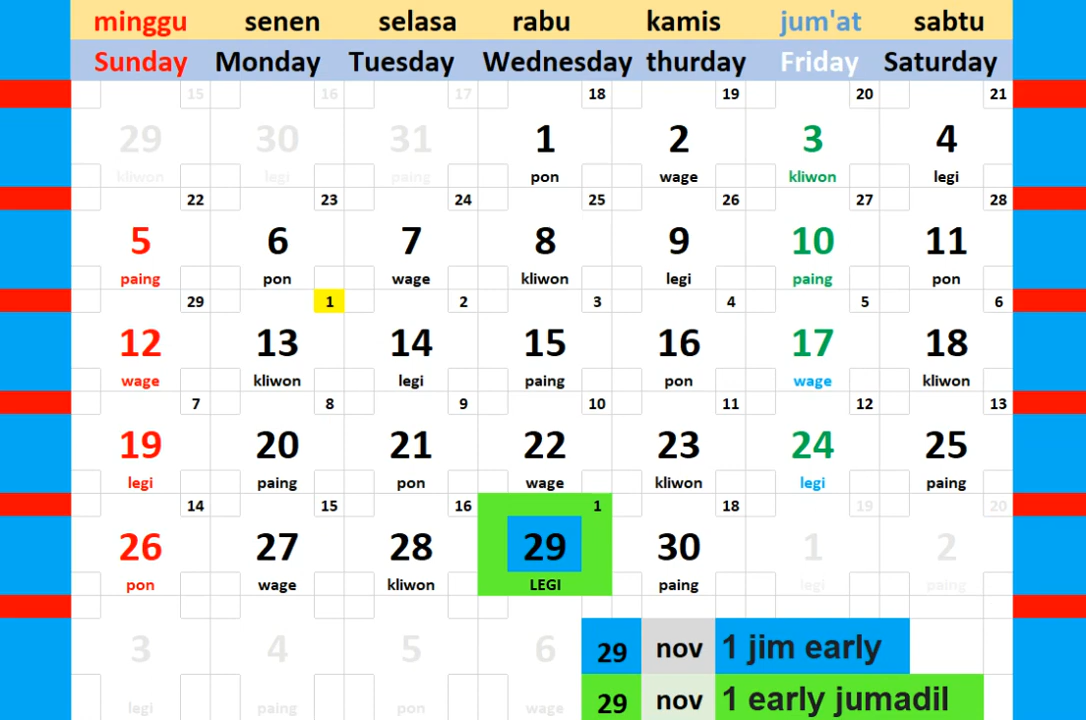 minggu senen selasa rabu kamis jum'at sabtu
Sunday Monday Tuesday Wednesday thurday Friday Saturday
15 16 17 18 19 20 21
29 30 31 1 2 3 4
kliwon legi paing pon wage kliwon legi
22 23 24 25 26 27 28
5 6 7 8 9 10 11
paing pon wage kliwon legi paing pon
29 1 2 3 4 5 6
12 13 14 15 16 17 18
wage kliwon legi paing pon wage kliwon
7 8 9 10 11 12 13
19 20 21 22 23 24 25
legi paing pon wage kliwon legi paing
14 15 16 1 18 19 20
26 27 28 29 30 1 2
pon wage kliwon LEGI paing legi paing
3 4 5 6 29 nov 1 jim early
legi paing pon wage 29 nov 1 early jumadil